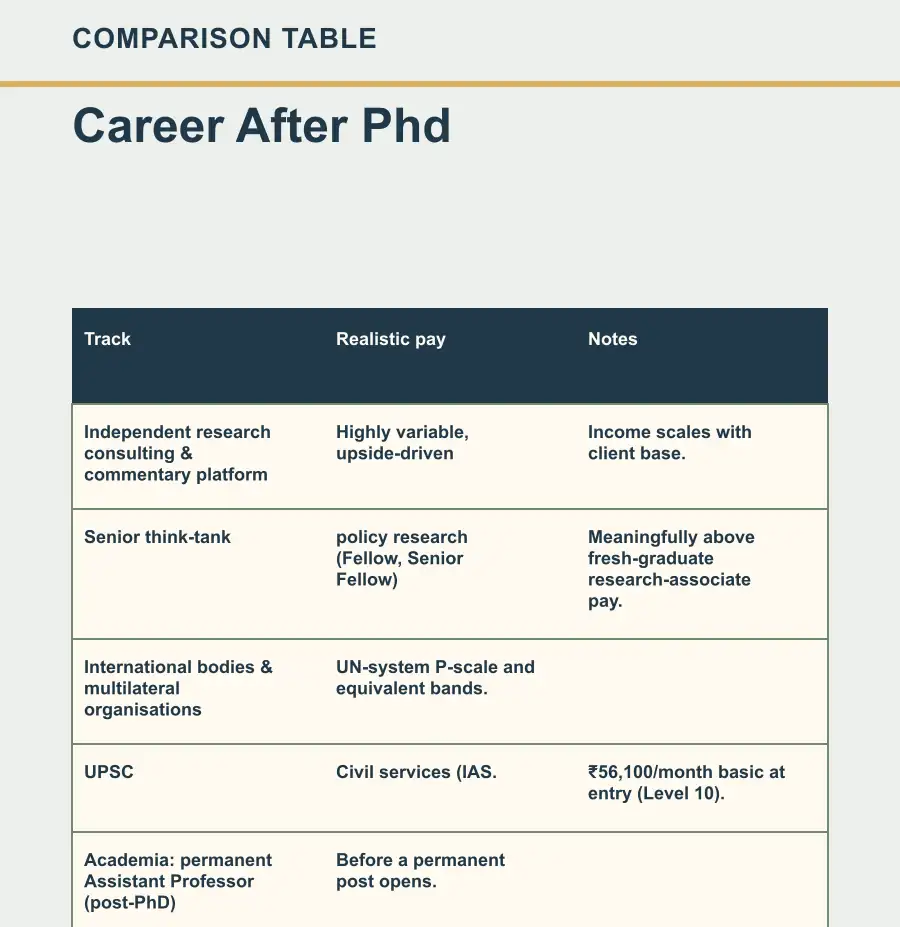 COMPARISON TABLE
Career After Phd
Track
Realistic pay
Notes
Independent research
consulting &
commentary platform
Highly variable,
upside-driven
Income scales with
client base.
Senior think-tank
policy research
(Fellow, Senior
Fellow)
Meaningfully above
fresh-graduate
research-associate
pay.
International bodies &
multilateral
organisations
UN-system P-scale and
equivalent bands.
UPSC
Civil services (IAS.
₹56,100/month basic at
entry (Level 10).
Academia: permanent
Assistant Professor
(post-PhD)
Before a permanent
post opens.